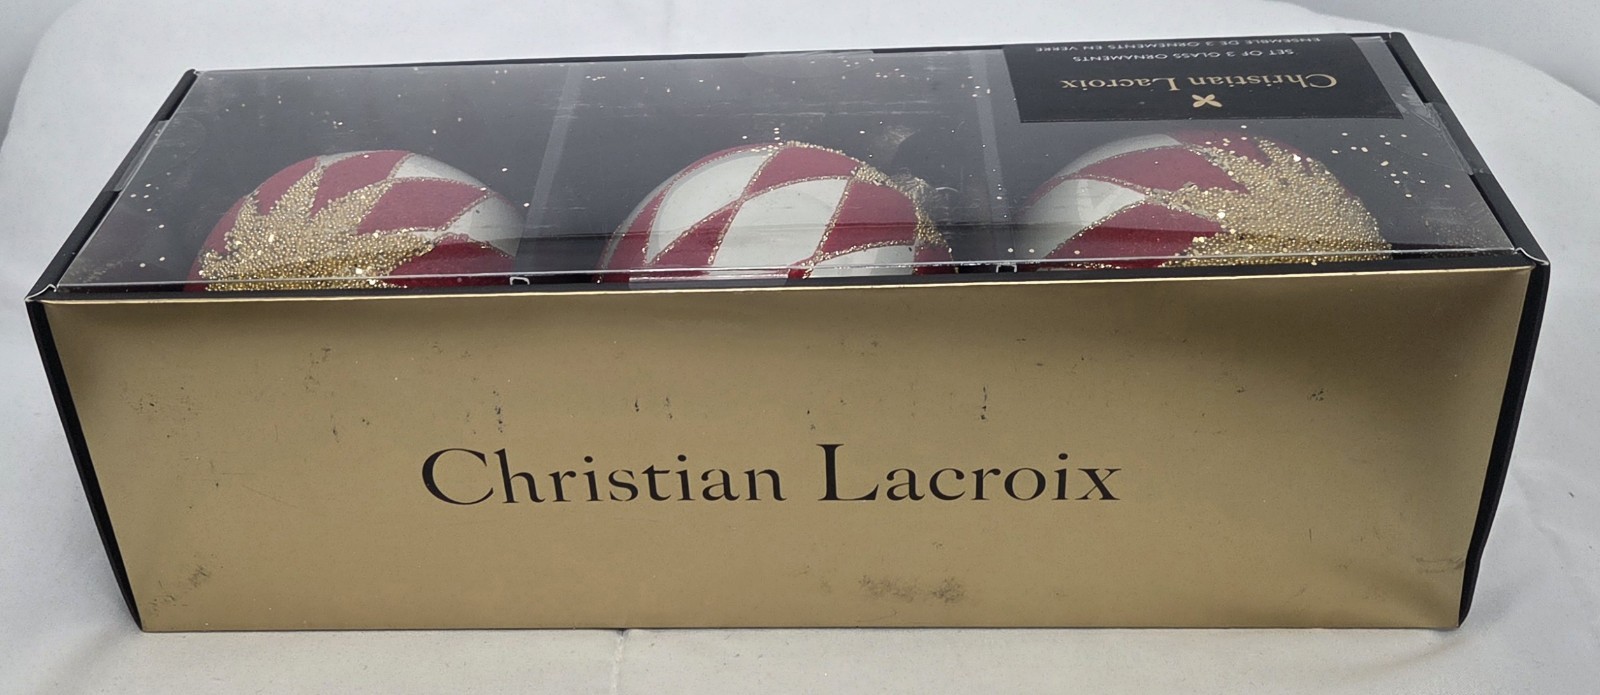 Christian Lacroix
SET OF 3 GLASS ORNAMENTS
ENSEMBLE DE 3 ORNEMENTS EN VERRE
Christian Lacroix